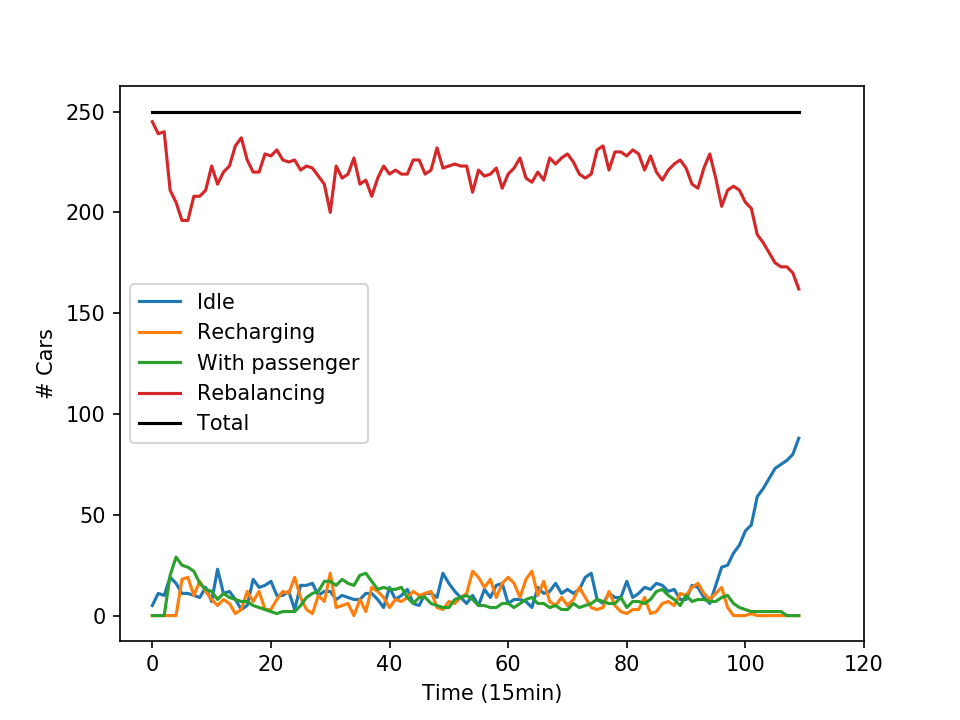 250
200
150
100
50
0
# Cars
Idle
Recharging
With passenger
Rebalancing
Total
0 20 40 60 80 100 120
Time (15min)